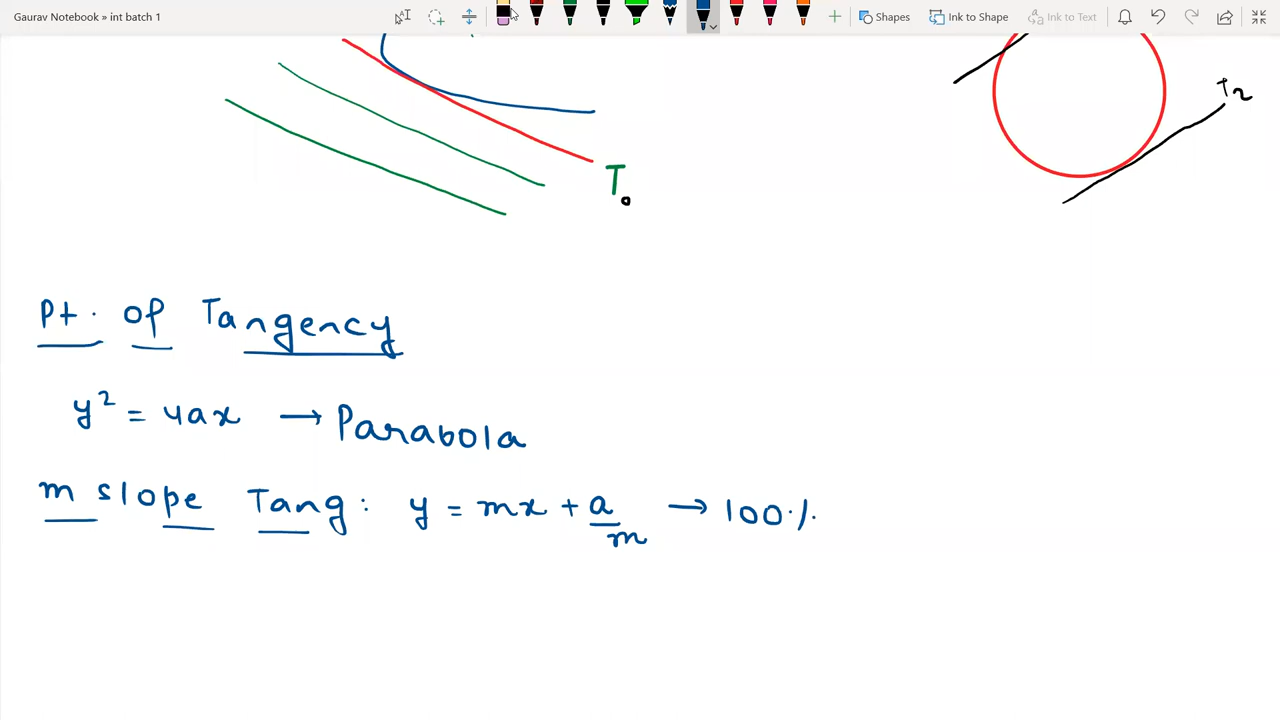 Gaurav Notebook » int batch 1
Shapes
Ink to Shape
Ink to Text
T2
T0
Pt. of Tangency
y² = 4ax → Parabola
m slope Tang: y = mx + a/m → 100%